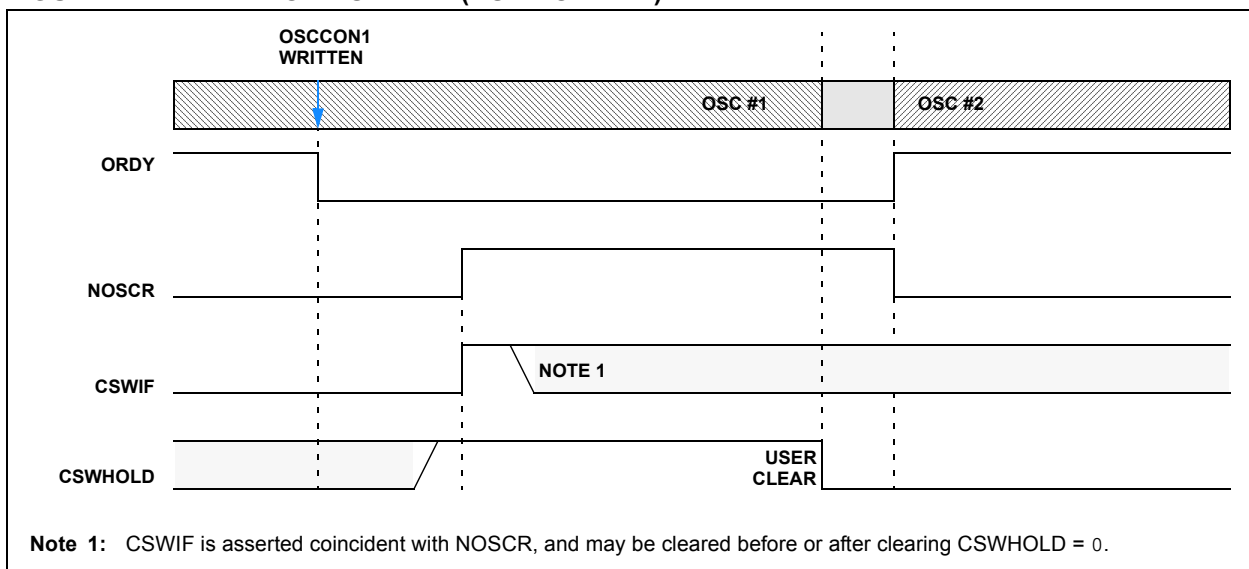 OSCCON1
WRITTEN
OSC #1
OSC #2
ORDY
NOSCR
CSWIF
NOTE 1
CSWHOLD
USER
CLEAR
Note 1: CSWIF is asserted coincident with NOSCR, and may be cleared before or after clearing CSWHOLD = 0.